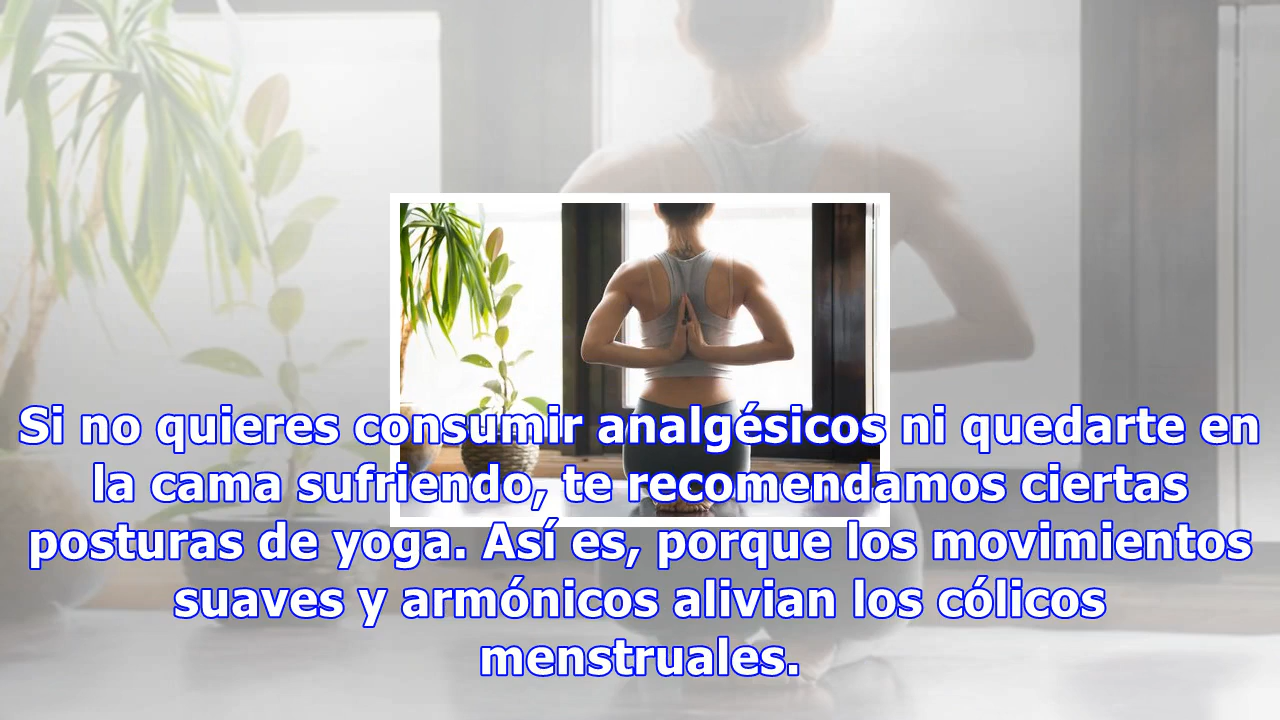 Si no quieres consumir analgésicos ni quedarte en
la cama sufriendo, te recomendamos ciertas
posturas de yoga. Así es, porque los movimientos
suaves y armónicos alivian los cólicos
menstruales.